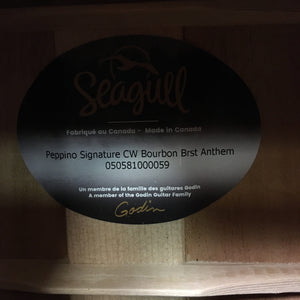 Seagull
Fabriqué au Canada - Made in Canada
Peppino Signature CW Bourbon Brst Anthem
050581000059
Un membre de la famille des guitares Godin
A member of the Godin Guitar Family
Godin